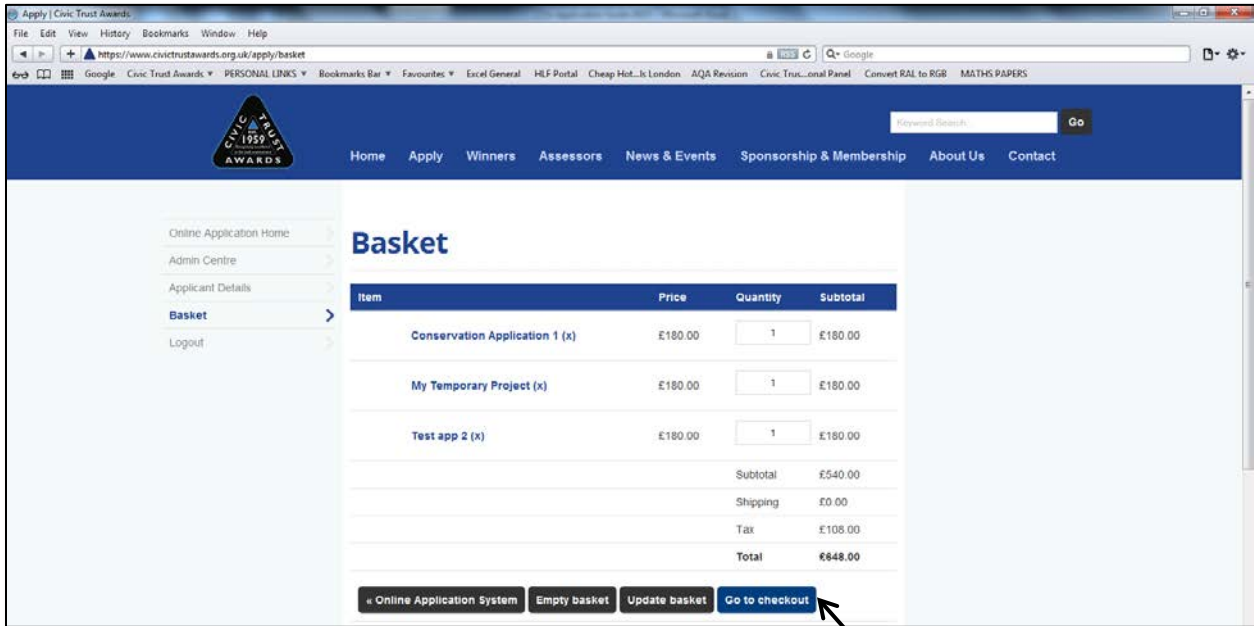 Apply | Civic Trust Awards
File Edit View History Bookmarks Window Help
https://www.civictrustawards.org.uk/apply/basket RSS Google
Google Civic Trust Awards PERSONAL LINKS Bookmarks Bar Favourites Excel General HLF Portal Cheap Hot...ls London AQA Revision Civic Trus...onal Panel Convert RAL to RGB MATHS PAPERS
CIVIC TRUST
1959
AWARDS
Keyword Search Go
Home Apply Winners Assessors News & Events Sponsorship & Membership About Us Contact
Online Application Home
Admin Centre
Applicant Details
Basket
Logout
Basket
Item Price Quantity Subtotal
Conservation Application 1 (x) £180.00 1 £180.00
My Temporary Project (x) £180.00 1 £180.00
Test app 2 (x) £180.00 1 £180.00
Subtotal £540.00
Shipping £0.00
Tax £108.00
Total £648.00
« Online Application System Empty basket Update basket Go to checkout